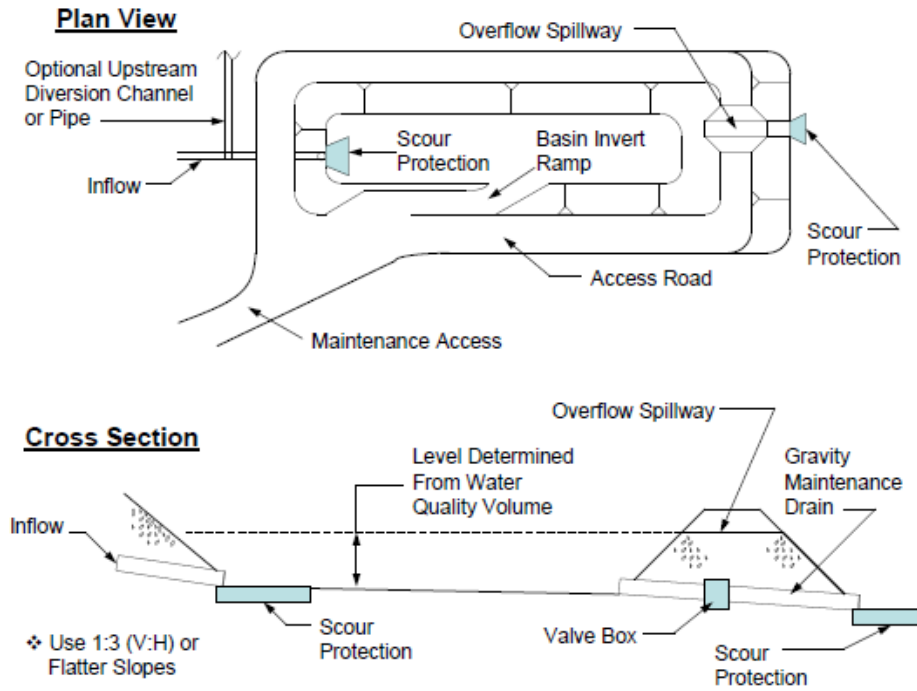 Plan View
Overflow Spillway
Optional Upstream
Diversion Channel
or Pipe
Scour
Protection
Basin Invert
Ramp
Inflow
Scour
Protection
Access Road
Maintenance Access
Overflow Spillway
Cross Section
Level Determined
From Water
Quality Volume
Gravity
Maintenance
Drain
Inflow
Scour
Protection
Valve Box
Scour
Protection
❖ Use 1:3 (V:H) or
Flatter Slopes